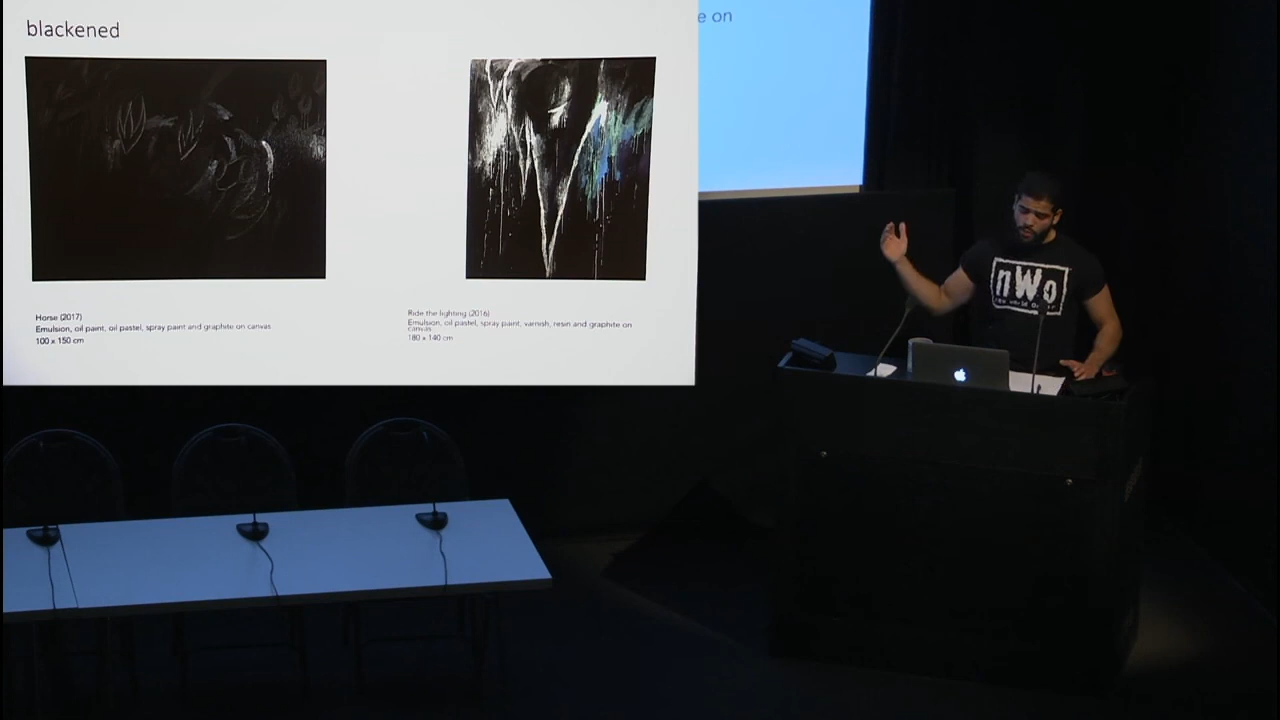 blackened
e on
Horse (2017)
Emulsion, oil paint, oil pastel, spray paint and graphite on canvas
100 x 150 cm
Ride the lighting (2016)
Emulsion, oil pastel, spray paint, varnish, resin and graphite on
canvas
180 x 140 cm
nWo